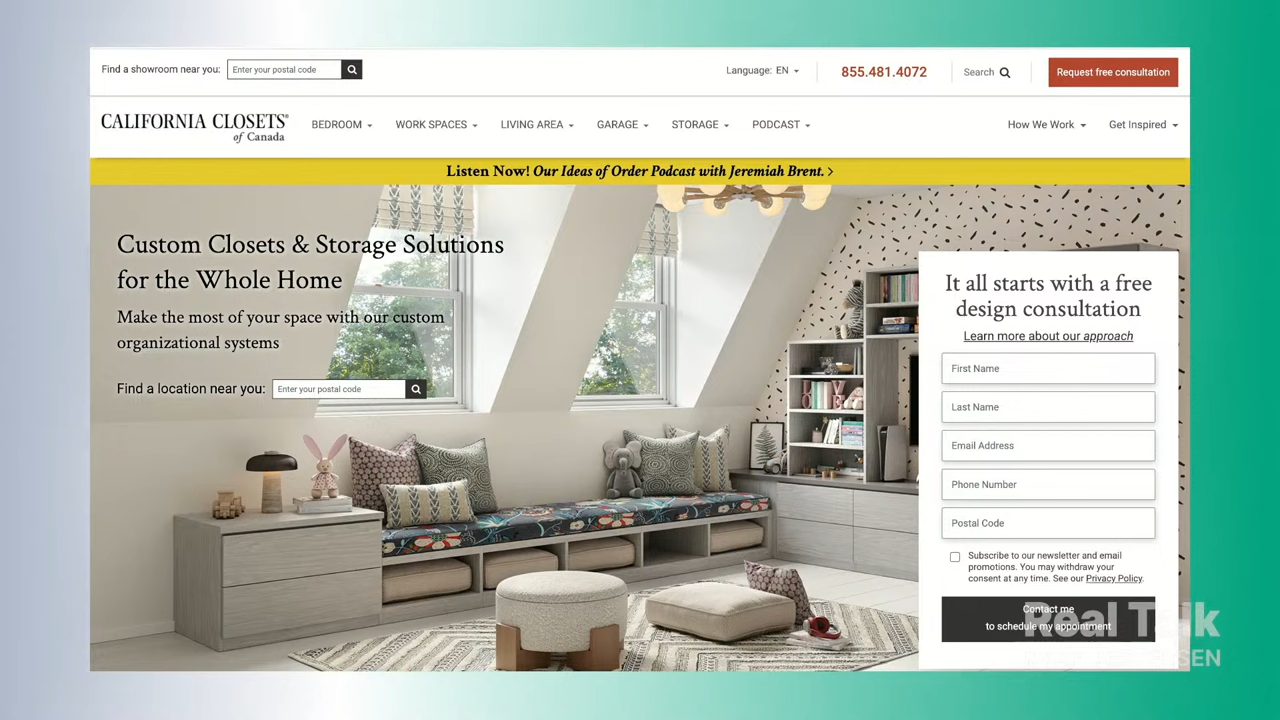 Find a showroom near you: Enter your postal code
Language: EN
855.481.4072
Search
Request free consultation
CALIFORNIA CLOSETS®
of Canada
BEDROOM
WORK SPACES
LIVING AREA
GARAGE
STORAGE
PODCAST
How We Work
Get Inspired
Listen Now! Our Ideas of Order Podcast with Jeremiah Brent. >
Custom Closets & Storage Solutions
for the Whole Home
Make the most of your space with our custom
organizational systems
Find a location near you: Enter your postal code
It all starts with a free
design consultation
Learn more about our approach
First Name
Last Name
Email Address
Phone Number
Postal Code
Subscribe to our newsletter and email
promotions. You may withdraw your
consent at any time. See our Privacy Policy.
Contact me
to schedule my appointment
Real Talk